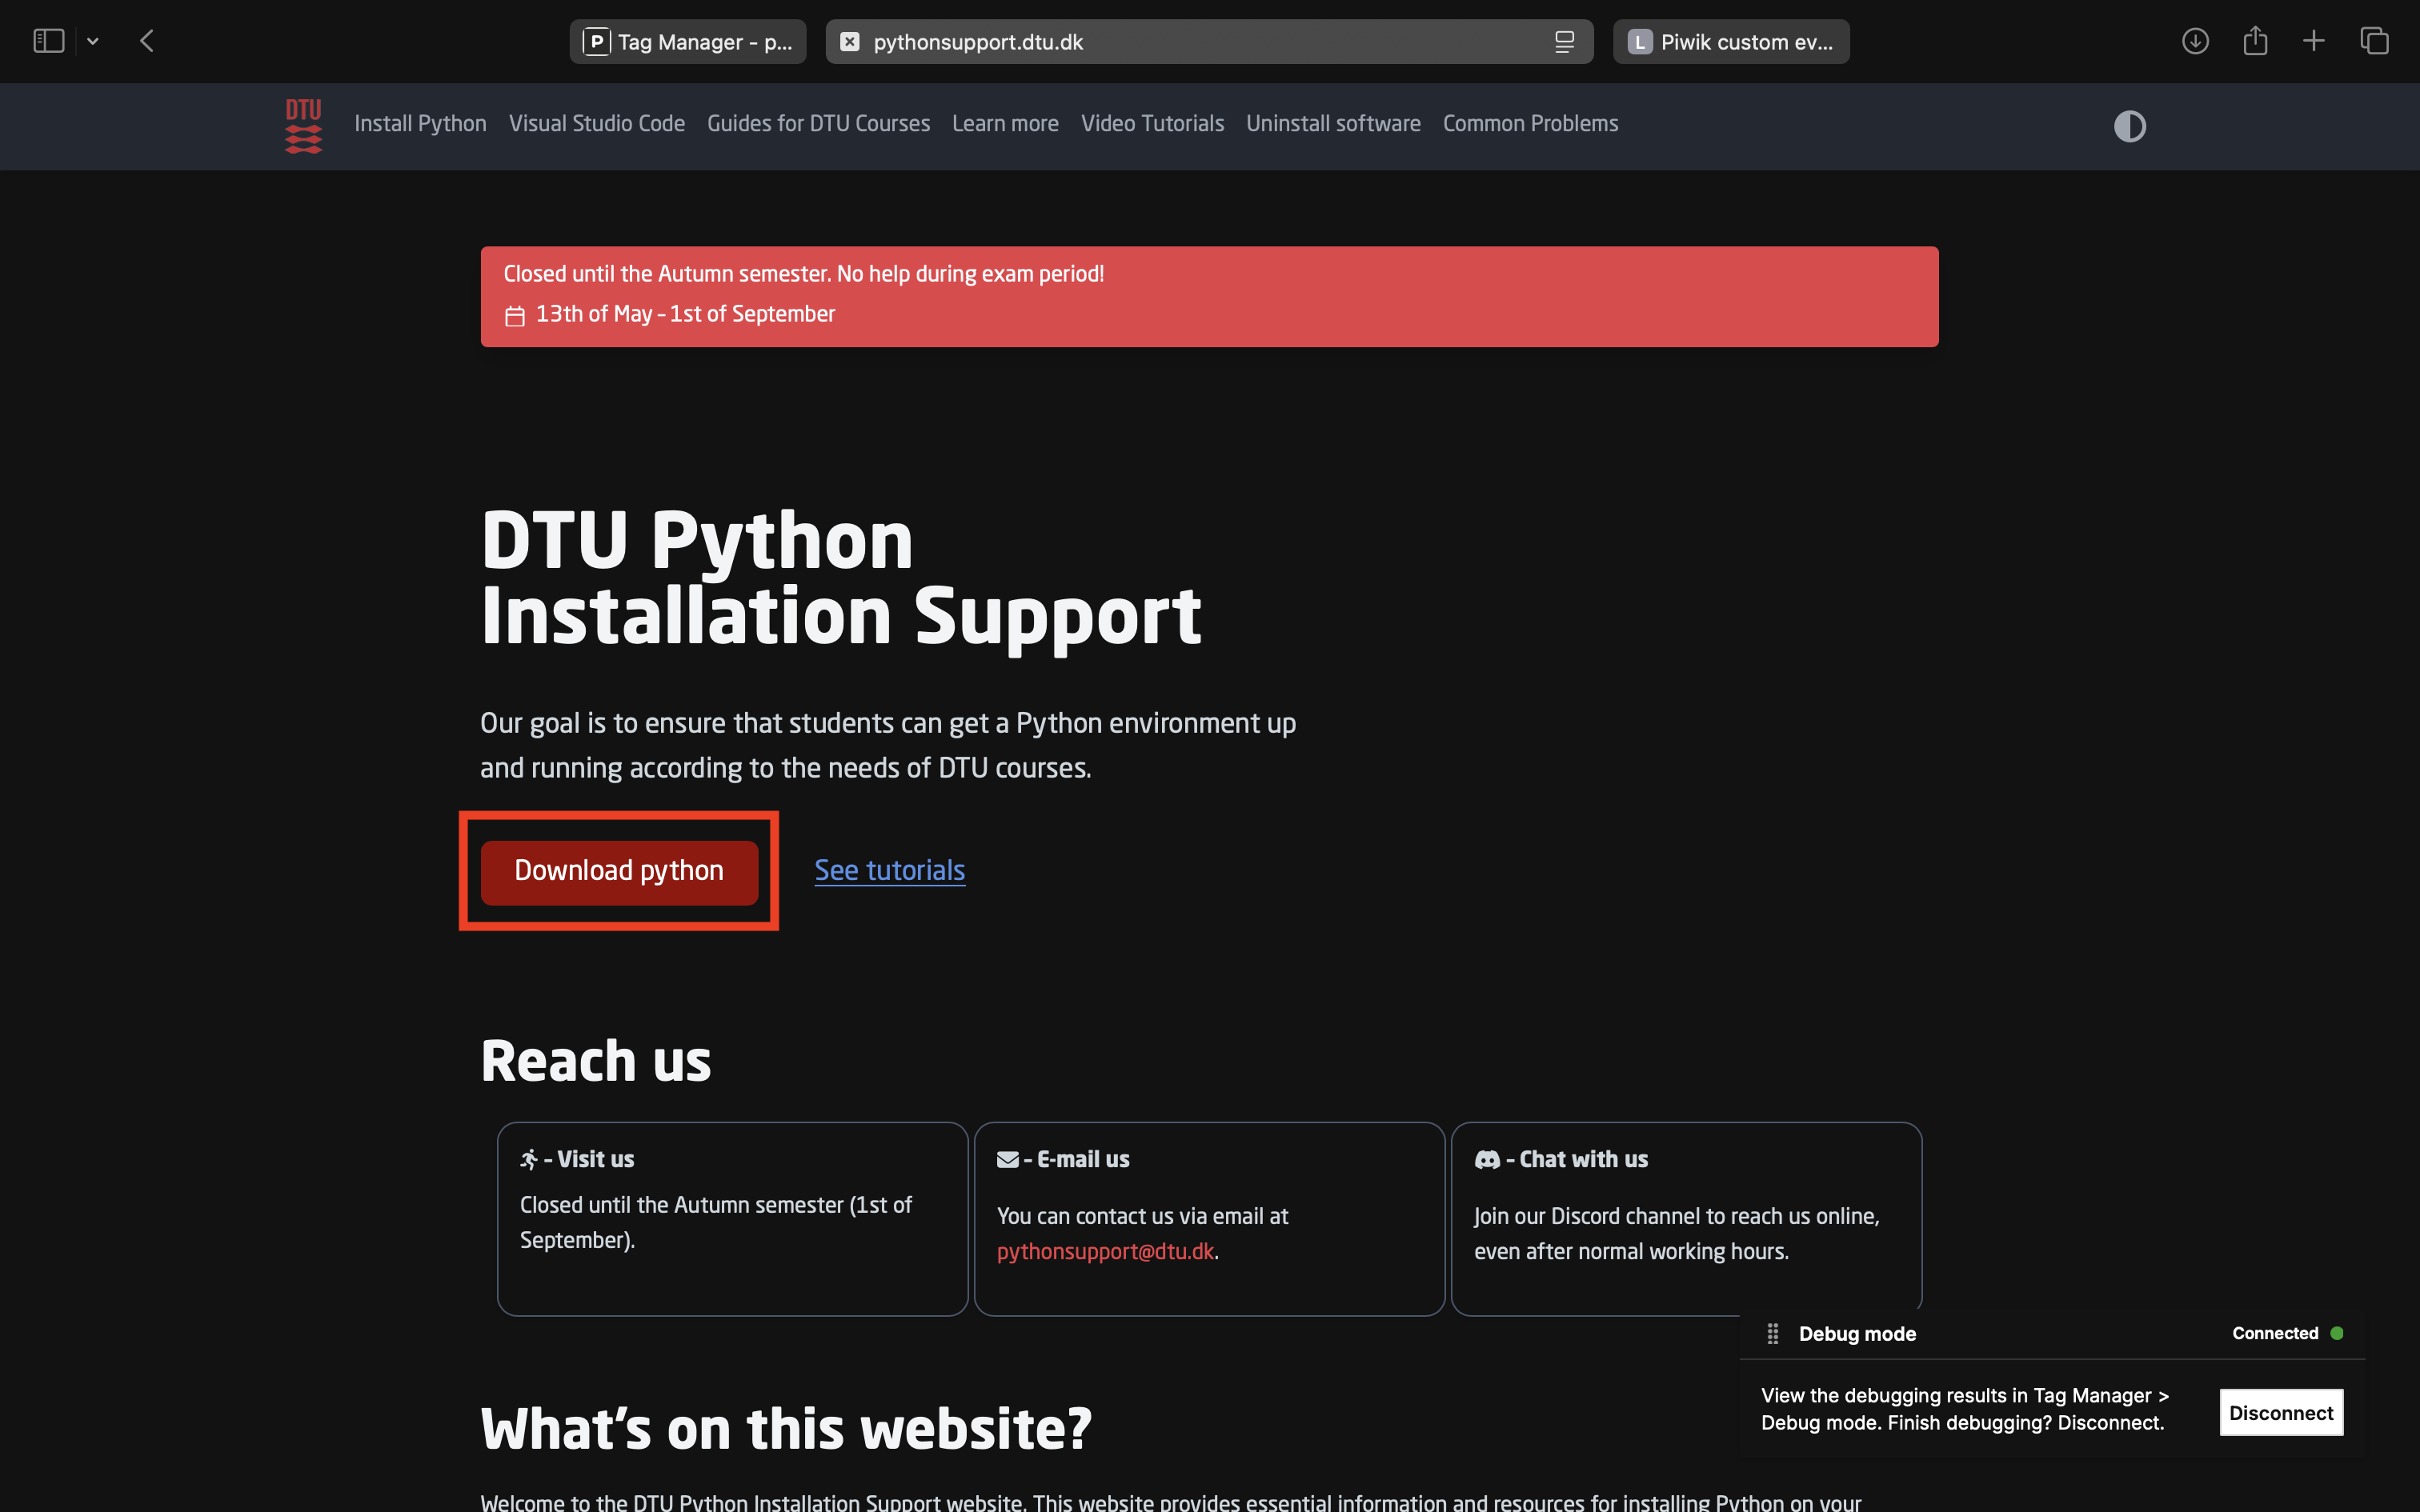 P Tag Manager - p...
pythonsupport.dtu.dk
L Piwik custom ev...
DTU
Install Python Visual Studio Code Guides for DTU Courses Learn more Video Tutorials Uninstall software Common Problems
Closed until the Autumn semester. No help during exam period!
13th of May – 1st of September
DTU Python
Installation Support
Our goal is to ensure that students can get a Python environment up
and running according to the needs of DTU courses.
Download python
See tutorials
Reach us
- Visit us
Closed until the Autumn semester (1st of
September).
- E-mail us
You can contact us via email at
pythonsupport@dtu.dk.
- Chat with us
Join our Discord channel to reach us online,
even after normal working hours.
Debug mode
Connected
View the debugging results in Tag Manager >
Debug mode. Finish debugging? Disconnect.
Disconnect
What's on this website?
Welcome to the DTU Python Installation Support website. This website provides essential information and resources for installing Python on your